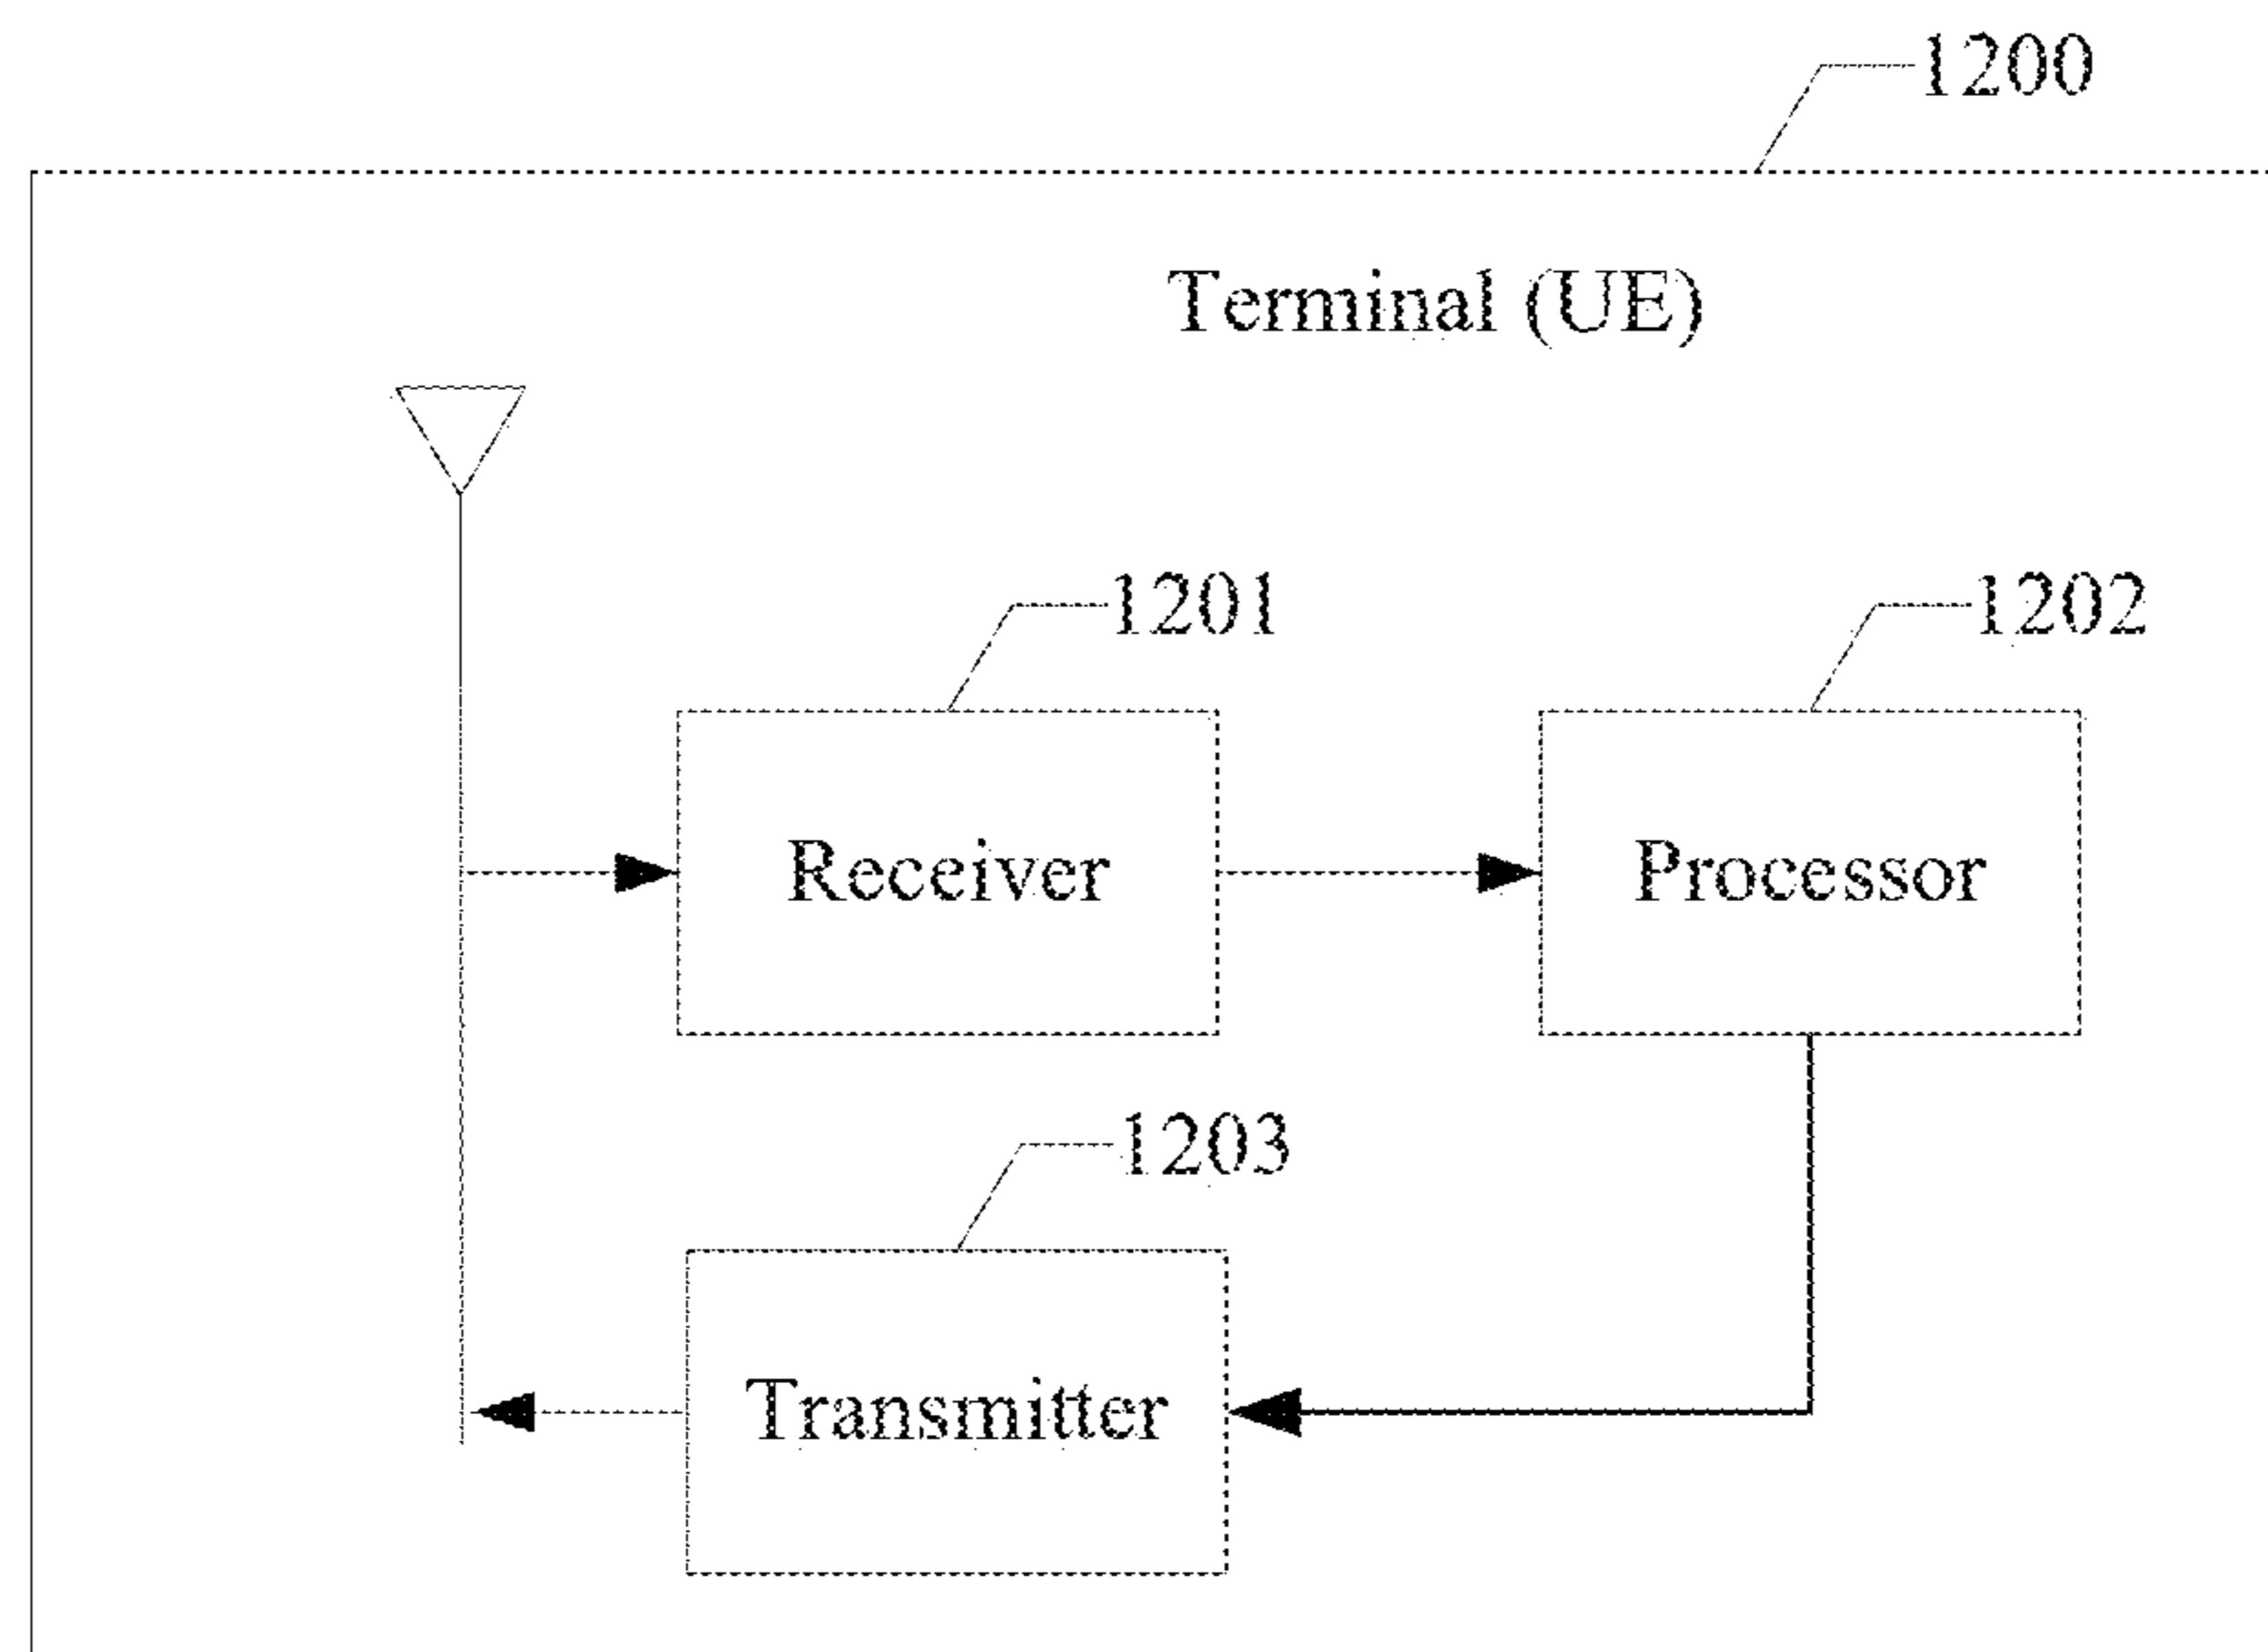 1200
Terminal (UE)
1201
1202
Receiver
Processor
1203
Transmitter